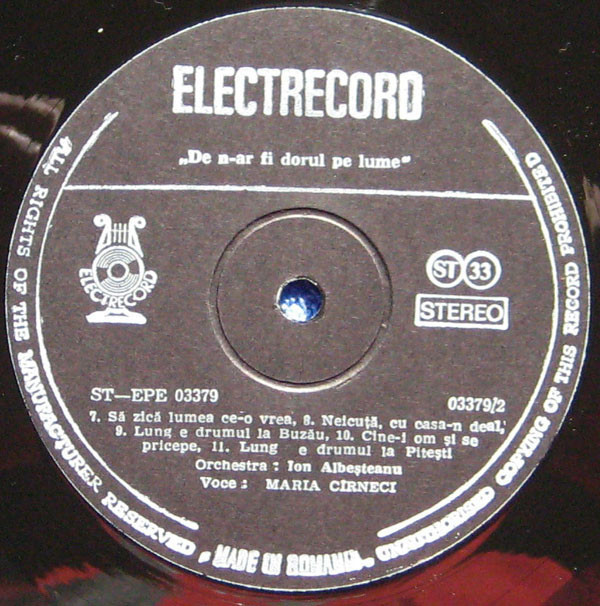 ELECTRECORD
„De n-ar fi dorul pe lume“
ELECTRECORD
ST 33
STEREO
ST—EPE 03379
03379/2
7. Să zică lumea ce-o vrea, 8. Neicuță, cu casa-n deal,
9. Lung e drumul la Buzău, 10. Cine-i om și se
pricepe, 11. Lung e drumul la Pitești
Orchestra : Ion Albeșteanu
Voce : MARIA CÎRNECI
ALL RIGHTS OF THE MANUFACTURER RESERVED • MADE IN ROMANIA • UNAUTHORISED COPYING OF THIS RECORD PROHIBITED